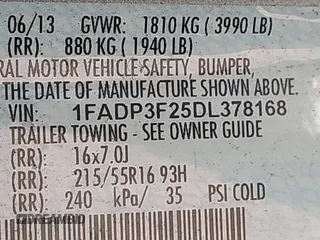 06/13 GVWR: 1810 KG ( 3990 LB)
(RR): 880 KG ( 1940 LB)
RAL MOTOR VEHICLE SAFETY, BUMPER,
THE DATE OF MANUFACTURE SHOWN ABOVE.
VIN: 1FADP3F25DL378168
TRAILER TOWING - SEE OWNER GUIDE
(RR): 16x7.0J
(RR): 215/55R16 93H
(RR): 240 kPa/ 35 PSI COLD
DREAMBID